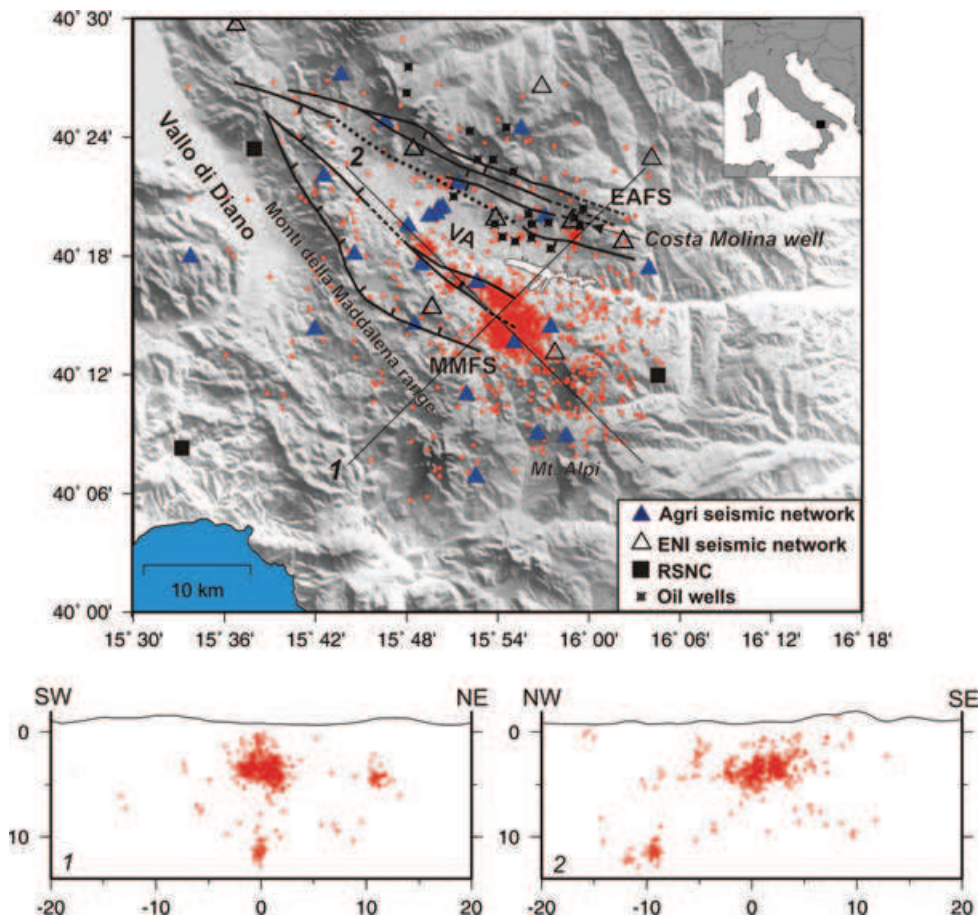 40° 30'
40° 24'
40° 18'
40° 12'
40° 06'
40° 00'
Vallo di Diano
Monti della Maddalena range
2
VA
EAFS
Costa Molina well
MMFS
1
Mt. Alpi
10 km
Agri seismic network
ENI seismic network
RSNC
Oil wells
15° 30' 15° 36' 15° 42' 15° 48' 15° 54' 16° 00' 16° 06' 16° 12' 16° 18'
SW NE
0
10
1
-20 -10 0 10 20
NW SE
0
10
2
-20 -10 0 10 20